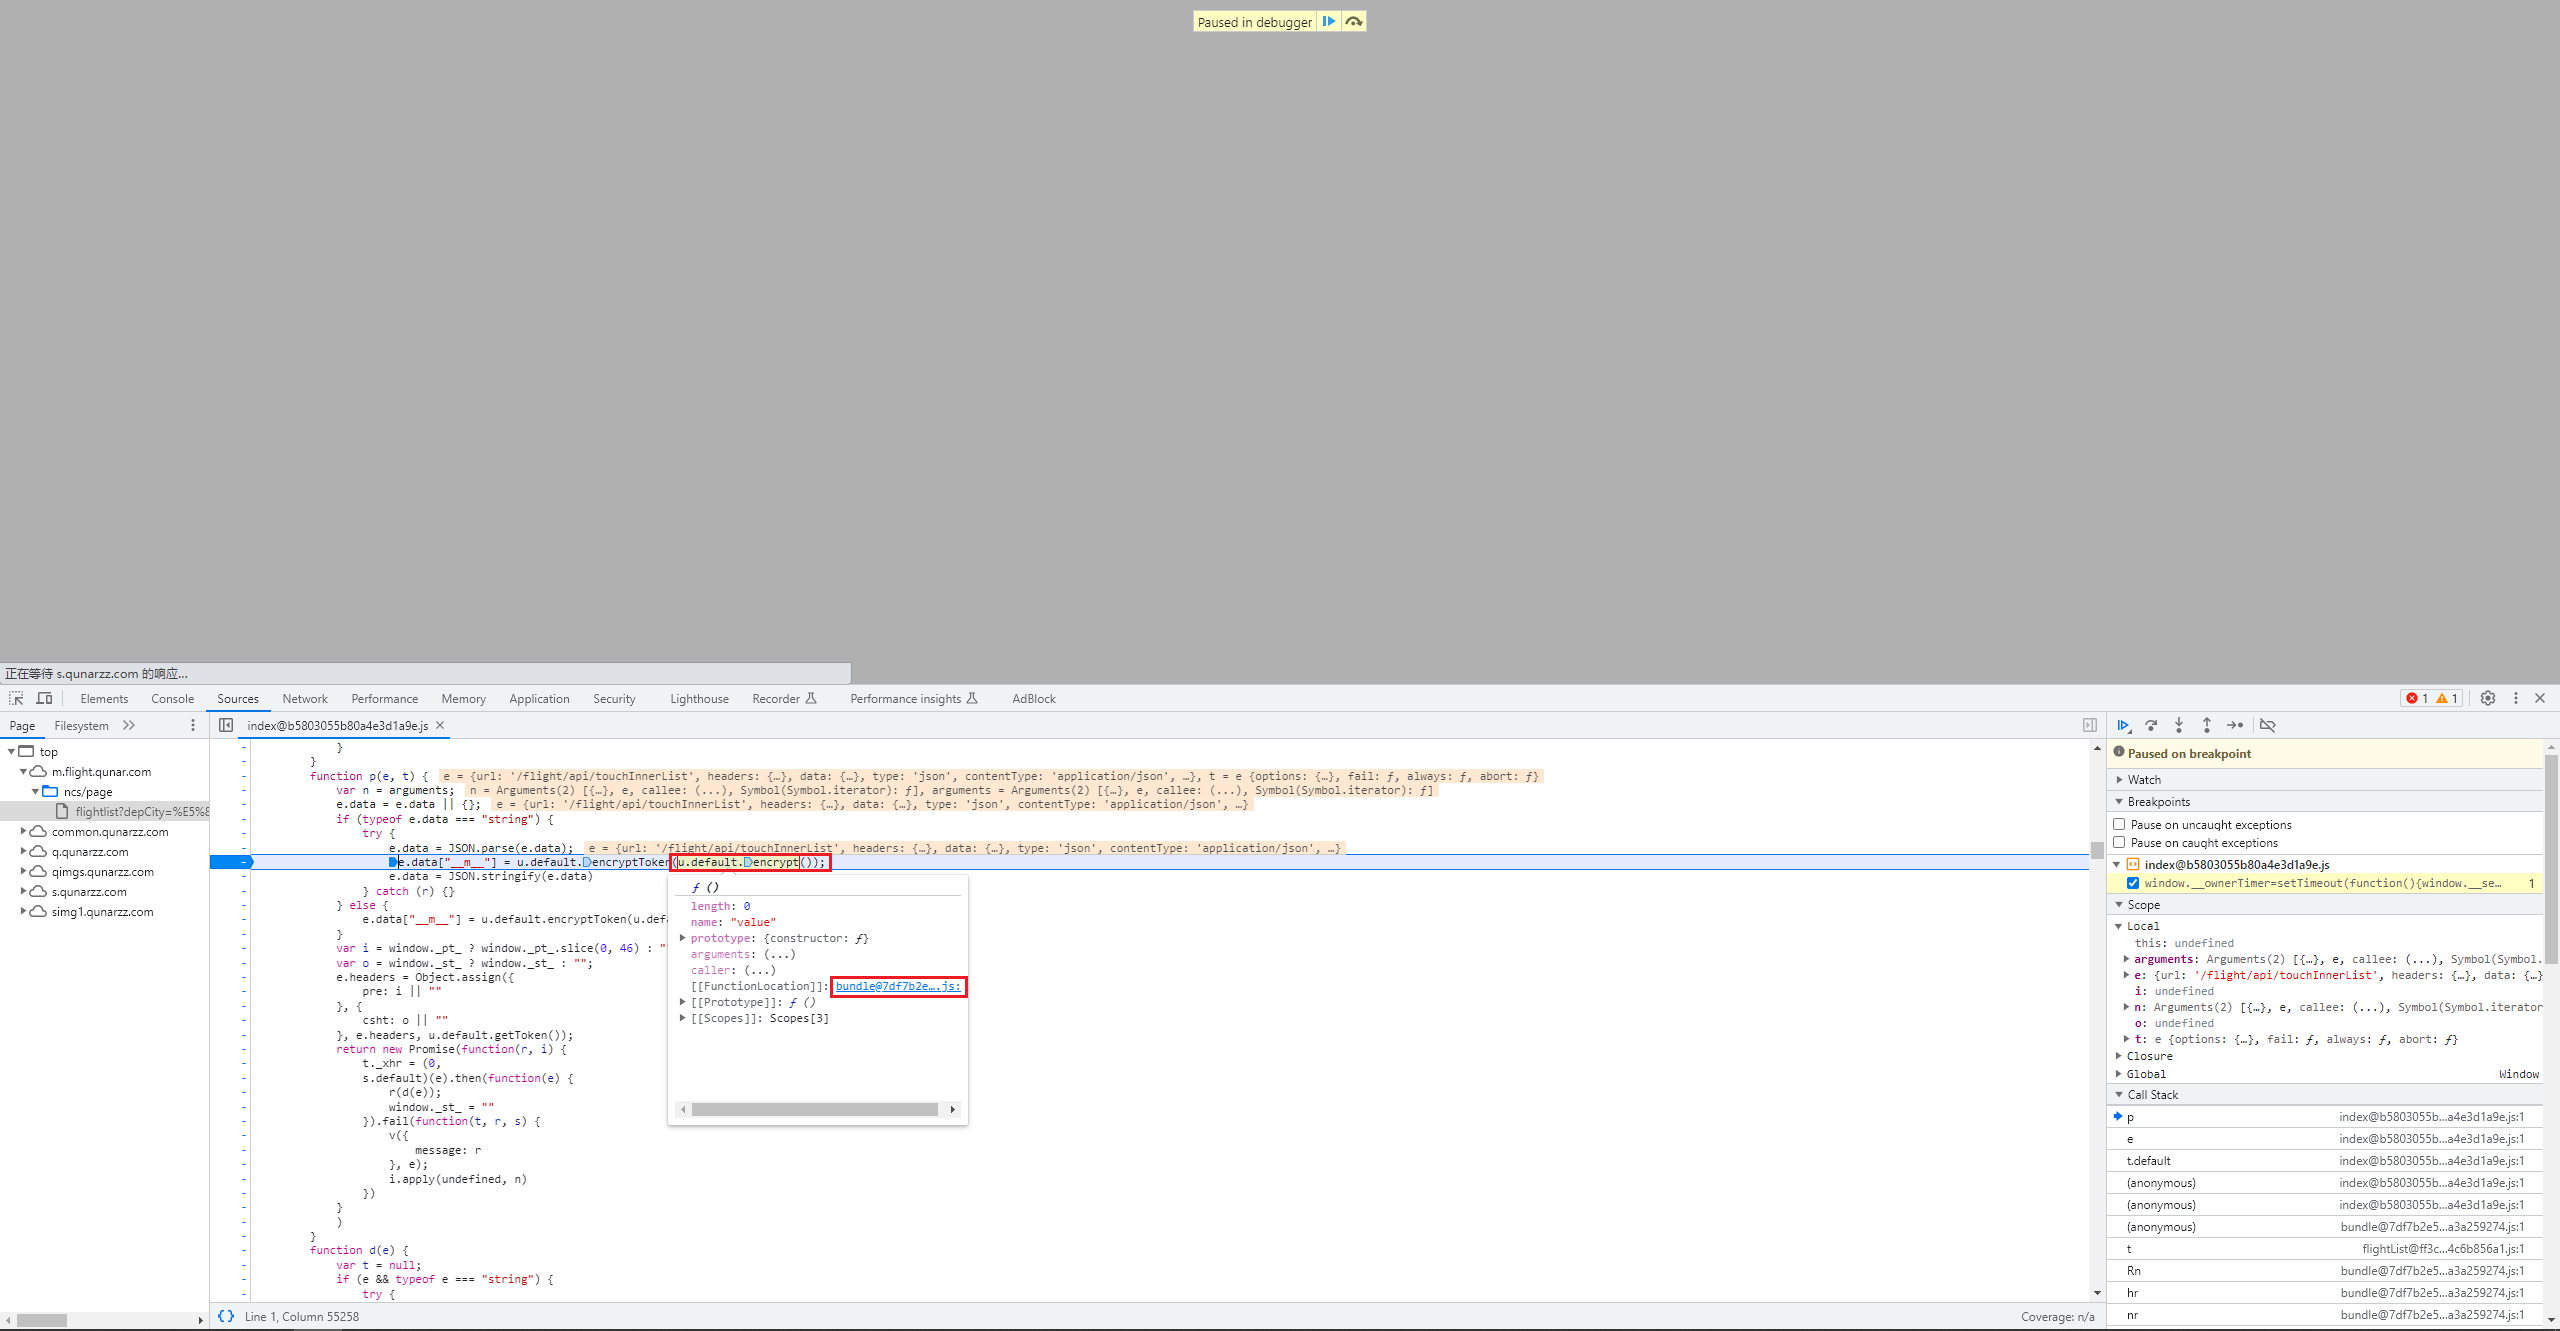 Paused in debugger
正在等待 s.qunarzz.com 的响应...
Elements Console Sources Network Performance Memory Application Security Lighthouse Recorder Performance insights AdBlock 1 1
Page Filesystem
index@b5803055b80a4e3d1a9e.js
top
m.flight.qunar.com
ncs/page
flightlist?depCity=%E5%8
common.qunarzz.com
q.qunarzz.com
qimgs.qunarzz.com
s.qunarzz.com
simg1.qunarzz.com
}
}
function p(e, t) { e = {url: '/flight/api/touchInnerList', headers: {…}, data: {…}, type: 'json', contentType: 'application/json', …}, t = e {options: {…}, fail: ƒ, always: ƒ, abort: ƒ}
var n = arguments; n = Arguments(2) [{…}, e, callee: (...), Symbol(Symbol.iterator): ƒ], arguments = Arguments(2) [{…}, e, callee: (...), Symbol(Symbol.iterator): ƒ]
e.data = e.data || {}; e = {url: '/flight/api/touchInnerList', headers: {…}, data: {…}, type: 'json', contentType: 'application/json', …}
if (typeof e.data === "string") {
try {
e.data = JSON.parse(e.data); e = {url: '/flight/api/touchInnerList', headers: {…}, data: {…}, type: 'json', contentType: 'application/json', …}
e.data["__m__"] = u.default.encryptToken(u.default.encrypt());
e.data = JSON.stringify(e.data)
} catch (r) {}
} else {
e.data["__m__"] = u.default.encryptToken(u.defa
}
var i = window._pt_ ? window._pt_.slice(0, 46) : "
var o = window._st_ ? window._st_ : "";
e.headers = Object.assign({
pre: i || ""
}, {
csht: o || ""
}, e.headers, u.default.getToken());
return new Promise(function(r, i) {
t._xhr = (0,
s.default)(e).then(function(e) {
r(d(e));
window._st_ = ""
}).fail(function(t, r, s) {
v({
message: r
}, e);
i.apply(undefined, n)
})
}
)
}
function d(e) {
var t = null;
if (e && typeof e === "string") {
try {
ƒ ()
length: 0
name: "value"
prototype: {constructor: ƒ}
arguments: (...)
caller: (...)
[[FunctionLocation]]: bundle@7df7b2e….js:
[[Prototype]]: ƒ ()
[[Scopes]]: Scopes[3]
{} Line 1, Column 55258
Coverage: n/a
Paused on breakpoint
Watch
Breakpoints
Pause on uncaught exceptions
Pause on caught exceptions
index@b5803055b80a4e3d1a9e.js
window.__ownerTimer=setTimeout(function(){window.__se… 1
Scope
Local
this: undefined
arguments: Arguments(2) [{…}, e, callee: (...), Symbol(Symbol.
e: {url: '/flight/api/touchInnerList', headers: {…}, data: {…}
i: undefined
n: Arguments(2) [{…}, e, callee: (...), Symbol(Symbol.iterator
o: undefined
t: e {options: {…}, fail: ƒ, always: ƒ, abort: ƒ}
Closure
Global Window
Call Stack
p index@b5803055b...a4e3d1a9e.js:1
e index@b5803055b...a4e3d1a9e.js:1
t.default index@b5803055b...a4e3d1a9e.js:1
(anonymous) index@b5803055b...a4e3d1a9e.js:1
(anonymous) index@b5803055b...a4e3d1a9e.js:1
(anonymous) bundle@7df7b2e5...a3a259274.js:1
t flightList@ff3c...4c6b856a1.js:1
Rn bundle@7df7b2e5...a3a259274.js:1
hr bundle@7df7b2e5...a3a259274.js:1
nr bundle@7df7b2e5...a3a259274.js:1